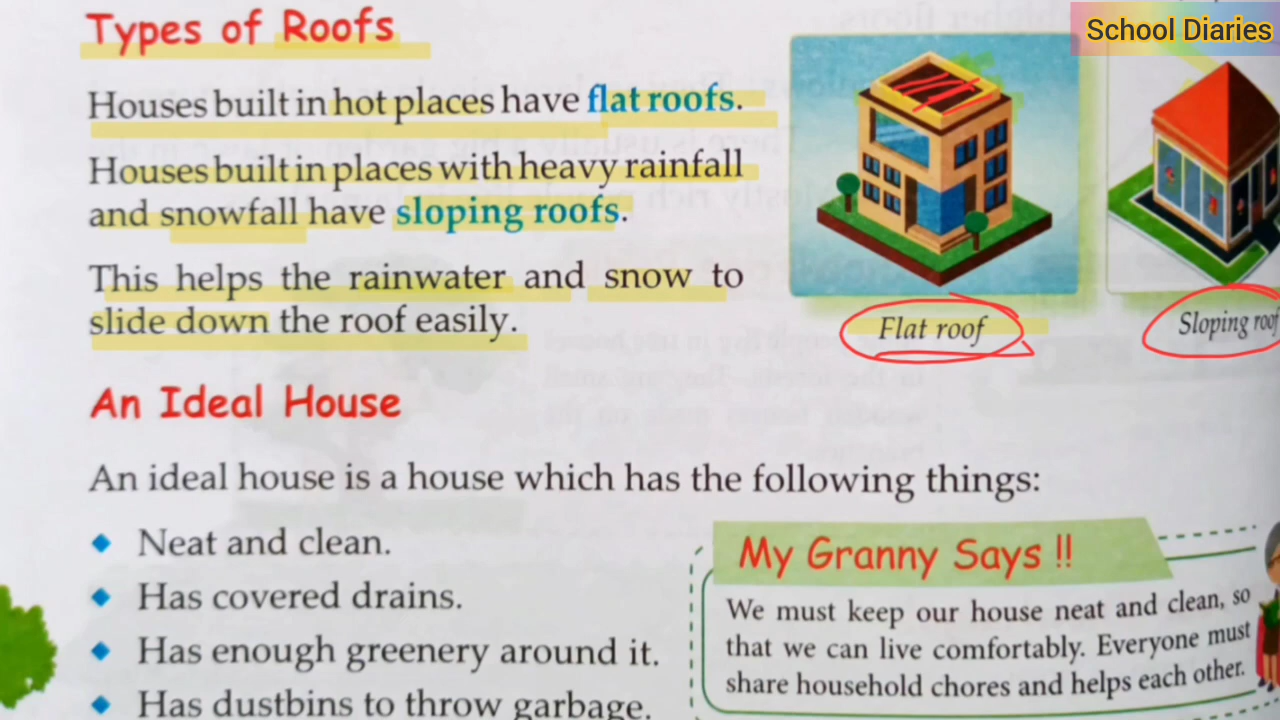 School Diaries
Types of Roofs
Houses built in hot places have flat roofs.
Houses built in places with heavy rainfall
and snowfall have sloping roofs.
This helps the rainwater and snow to
slide down the roof easily.
Flat roof
Sloping roof
An Ideal House
An ideal house is a house which has the following things:
Neat and clean.
Has covered drains.
Has enough greenery around it.
Has dustbins to throw garbage.
My Granny Says !!
We must keep our house neat and clean, so
that we can live comfortably. Everyone must
share household chores and helps each other.